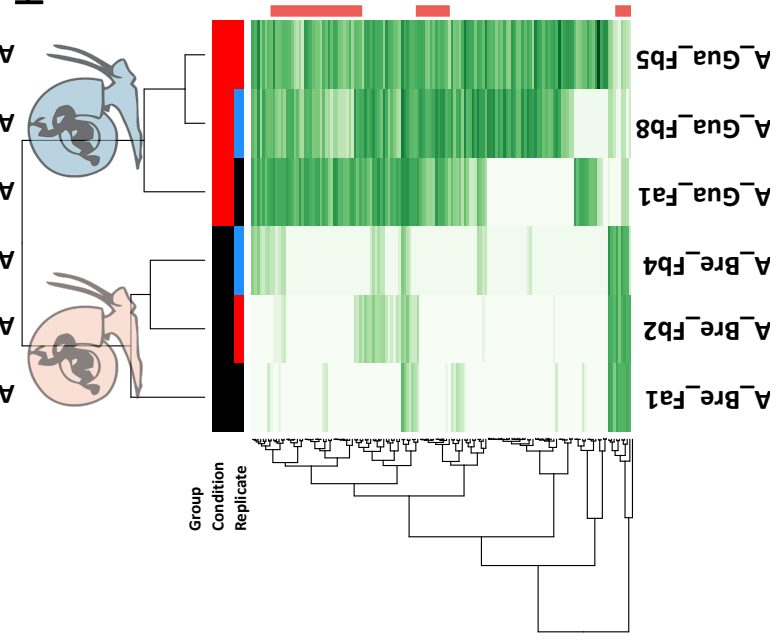 A_Gua_Fb5
A_Gua_Fb8
A_Gua_Fa1
A_Bre_Fb4
A_Bre_Fb2
A_Bre_Fa1
A
A
A
A
A
A
Group
Condition
Replicate